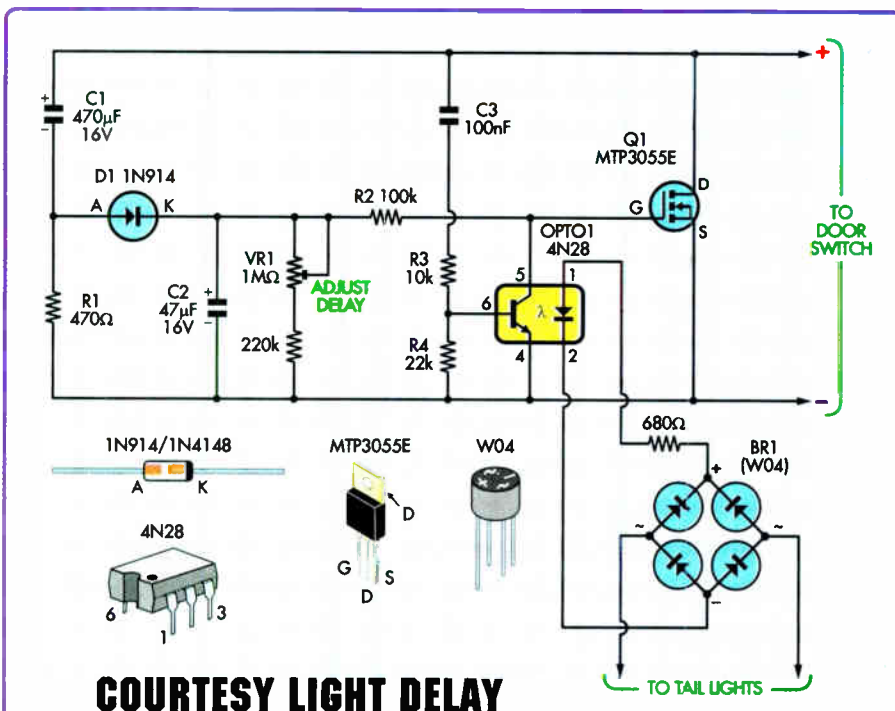 +
C1
470µF
16V
+
−
C3
100nF
Q1
MTP3055E
D1 1N914
A
K
R2 100k
D
G
S
OPTO1
4N28
TO
DOOR
SWITCH
VR1
1MΩ
ADJUST
DELAY
R3
10k
5
1
6
λ
4
2
R1
470Ω
C2
47µF
16V
+
−
220k
R4
22k
−
680Ω
BR1
(W04)
+
~
~
−
1N914/1N4148
A
K
MTP3055E
D
G
D
S
W04
4N28
6
1
3
TO TAIL LIGHTS
COURTESY LIGHT DELAY